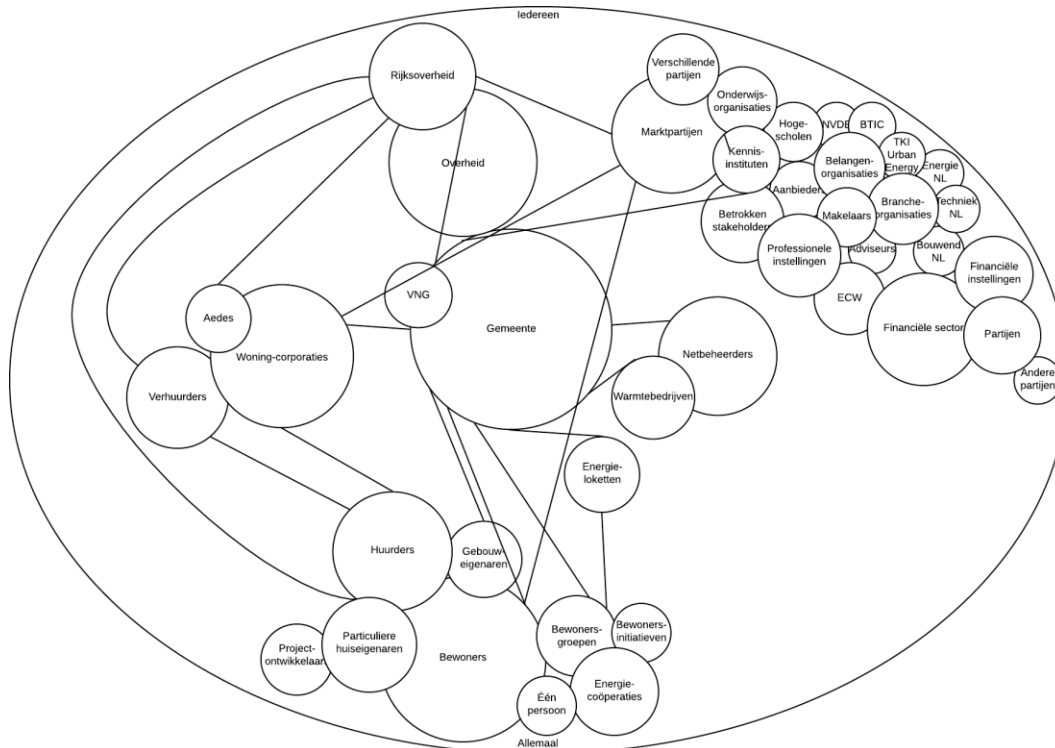 Iedereen
Rijksoverheid
Overheid
Verschillende
partijen
Marktpartijen
Onderwijs-
organisaties
Hoge-
scholen
NVDE
BTIC
Kennis-
instituten
Belangen-
organisaties
TKI
Urban
Energy
Energie
NL
Aanbieders
Betrokken
stakeholders
Makelaars
Branche-
organisaties
Techniek
NL
Professionele
instellingen
Adviseurs
Bouwend
NL
Financiële
instellingen
ECW
Financiële sector
Partijen
Andere
partijen
VNG
Gemeente
Aedes
Woning-corporaties
Verhuurders
Netbeheerders
Warmtebedrijven
Energie-
loketten
Huurders
Gebouw-
eigenaren
Project-
ontwikkelaar
Particuliere
huiseigenaren
Bewoners
Bewoners-
groepen
Bewoners-
initiatieven
Energie-
coöperaties
Één
persoon
Allemaal